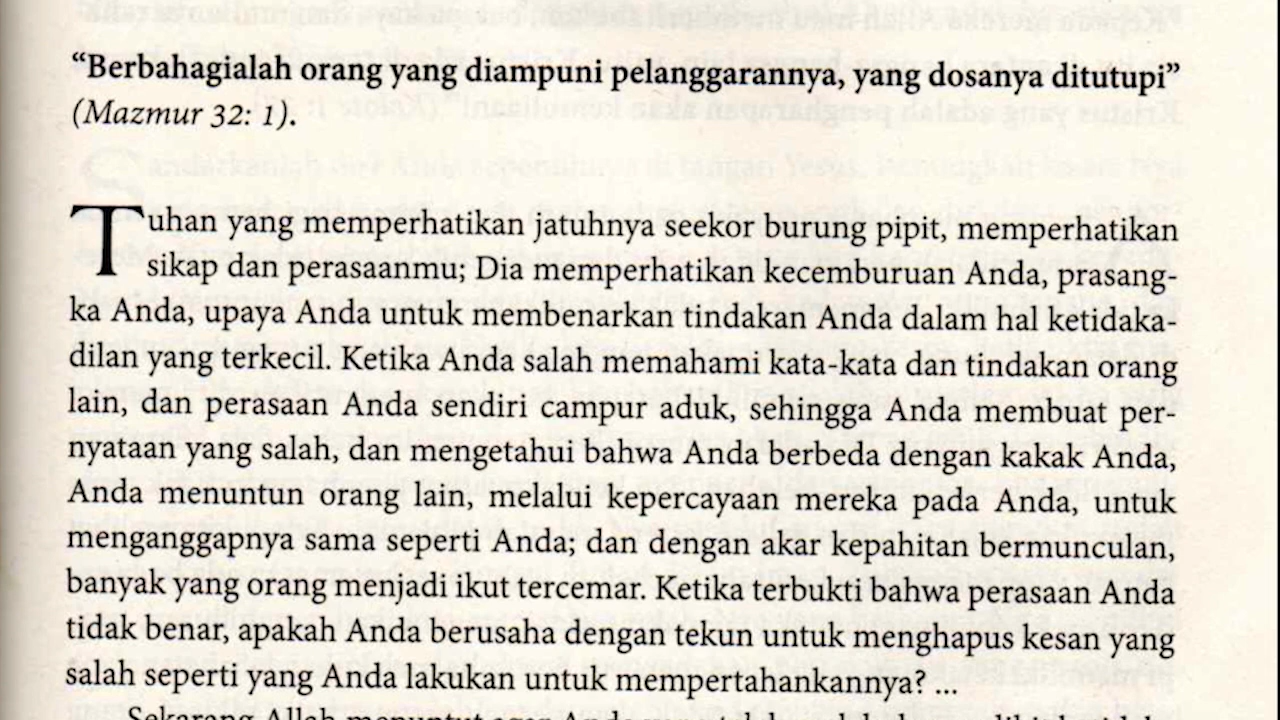 “Berbahagialah orang yang diampuni pelanggarannya, yang dosanya ditutupi”
(Mazmur 32: 1).
Tuhan yang memperhatikan jatuhnya seekor burung pipit, memperhatikan
sikap dan perasaanmu; Dia memperhatikan kecemburuan Anda, prasang-
ka Anda, upaya Anda untuk membenarkan tindakan Anda dalam hal ketidaka-
dilan yang terkecil. Ketika Anda salah memahami kata-kata dan tindakan orang
lain, dan perasaan Anda sendiri campur aduk, sehingga Anda membuat per-
nyataan yang salah, dan mengetahui bahwa Anda berbeda dengan kakak Anda,
Anda menuntun orang lain, melalui kepercayaan mereka pada Anda, untuk
menganggapnya sama seperti Anda; dan dengan akar kepahitan bermunculan,
banyak yang orang menjadi ikut tercemar. Ketika terbukti bahwa perasaan Anda
tidak benar, apakah Anda berusaha dengan tekun untuk menghapus kesan yang
salah seperti yang Anda lakukan untuk mempertahankannya? ...
Sekarang Allah menuntut agar Anda